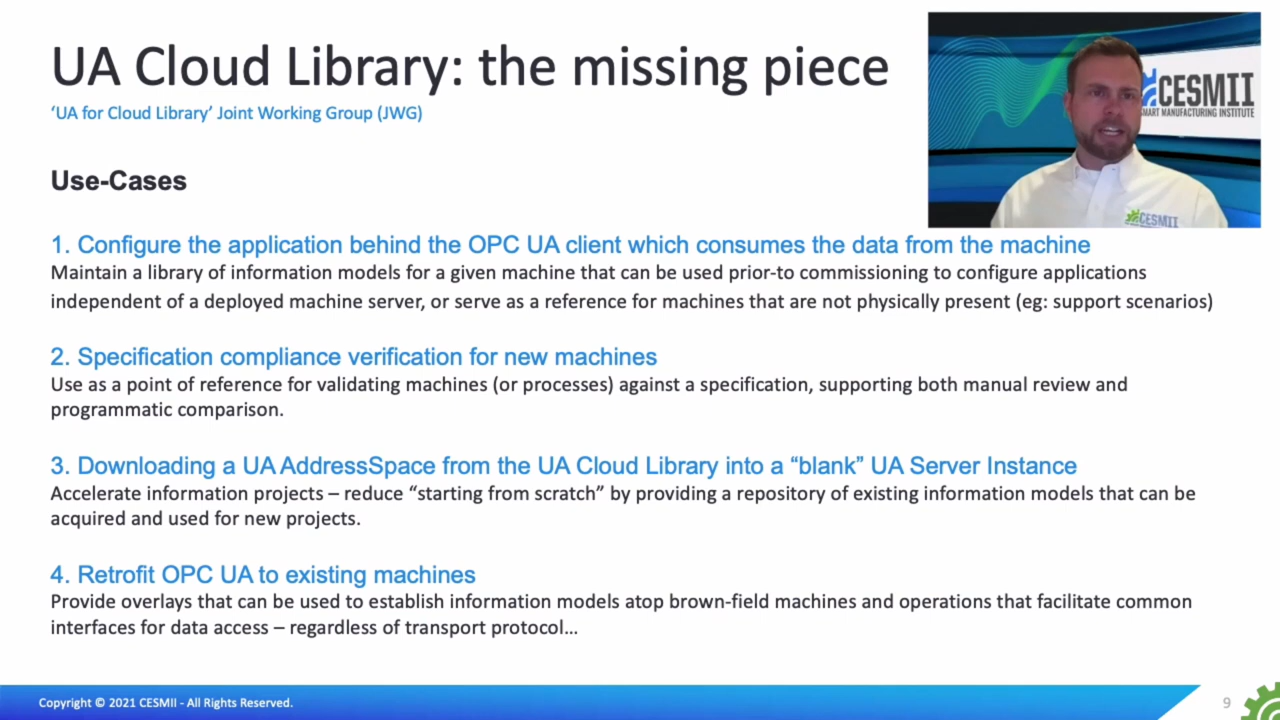 UA Cloud Library: the missing piece
‘UA for Cloud Library’ Joint Working Group (JWG)
CESMII
SMART MANUFACTURING INSTITUTE
CESMII
Use-Cases
1. Configure the application behind the OPC UA client which consumes the data from the machine
Maintain a library of information models for a given machine that can be used prior-to commissioning to configure applications
independent of a deployed machine server, or serve as a reference for machines that are not physically present (eg: support scenarios)
2. Specification compliance verification for new machines
Use as a point of reference for validating machines (or processes) against a specification, supporting both manual review and
programmatic comparison.
3. Downloading a UA AddressSpace from the UA Cloud Library into a “blank” UA Server Instance
Accelerate information projects – reduce “starting from scratch” by providing a repository of existing information models that can be
acquired and used for new projects.
4. Retrofit OPC UA to existing machines
Provide overlays that can be used to establish information models atop brown-field machines and operations that facilitate common
interfaces for data access – regardless of transport protocol…
Copyright © 2021 CESMII - All Rights Reserved.
9